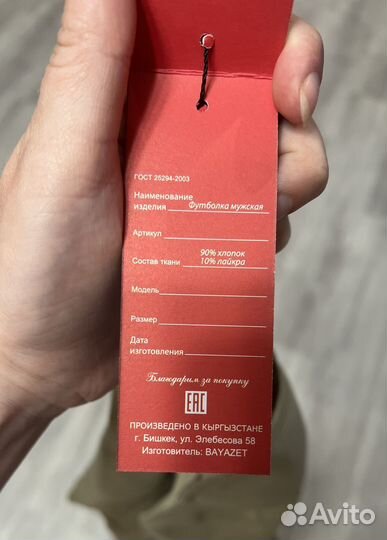 ГОСТ 25294-2003
Наименование
изделия Футболка мужская
Артикул
90% хлопок
Состав ткани 10% лайкра
Модель
Размер
Дата
изготовления
Благодарим за покупку
EAC
ПРОИЗВЕДЕНО В КЫРГЫЗСТАНЕ
г. Бишкек, ул. Элебесова 58
Изготовитель: BAYAZET
Avito